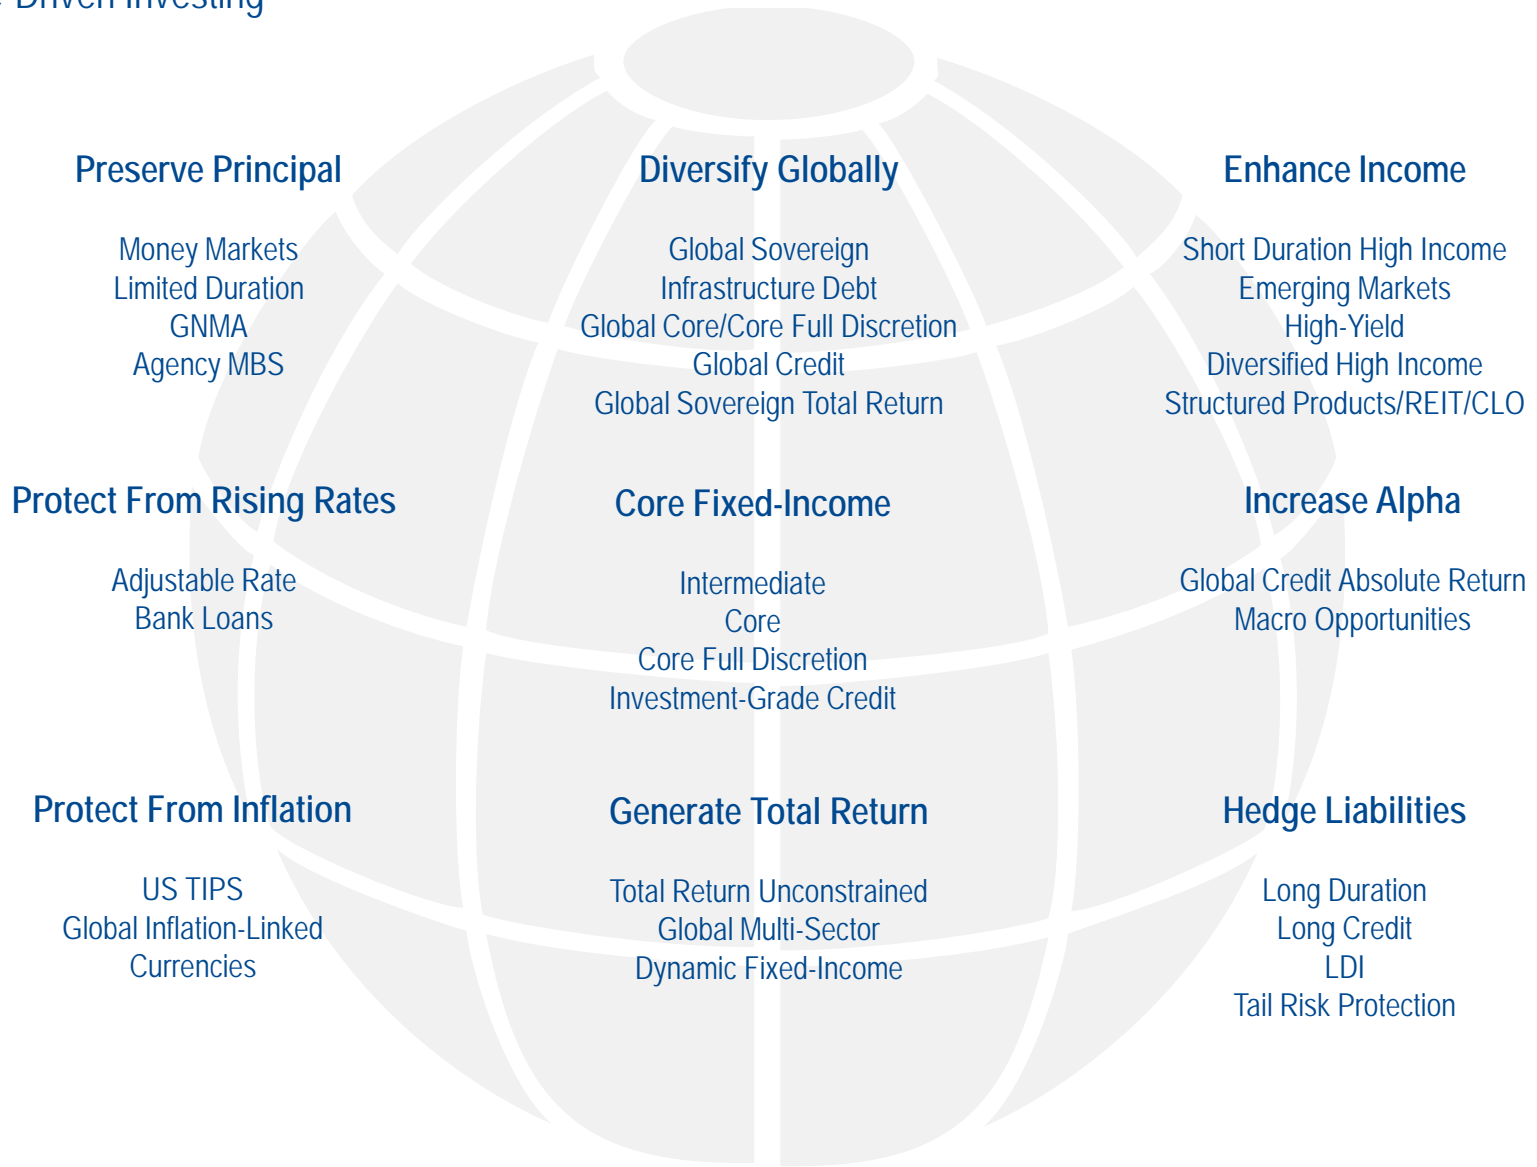 Driven Investing
Preserve Principal
Money Markets
Limited Duration
GNMA
Agency MBS
Diversify Globally
Global Sovereign
Infrastructure Debt
Global Core/Core Full Discretion
Global Credit
Global Sovereign Total Return
Enhance Income
Short Duration High Income
Emerging Markets
High-Yield
Diversified High Income
Structured Products/REIT/CLO
Protect From Rising Rates
Adjustable Rate
Bank Loans
Core Fixed-Income
Intermediate
Core
Core Full Discretion
Investment-Grade Credit
Increase Alpha
Global Credit Absolute Return
Macro Opportunities
Protect From Inflation
US TIPS
Global Inflation-Linked
Currencies
Generate Total Return
Total Return Unconstrained
Global Multi-Sector
Dynamic Fixed-Income
Hedge Liabilities
Long Duration
Long Credit
LDI
Tail Risk Protection